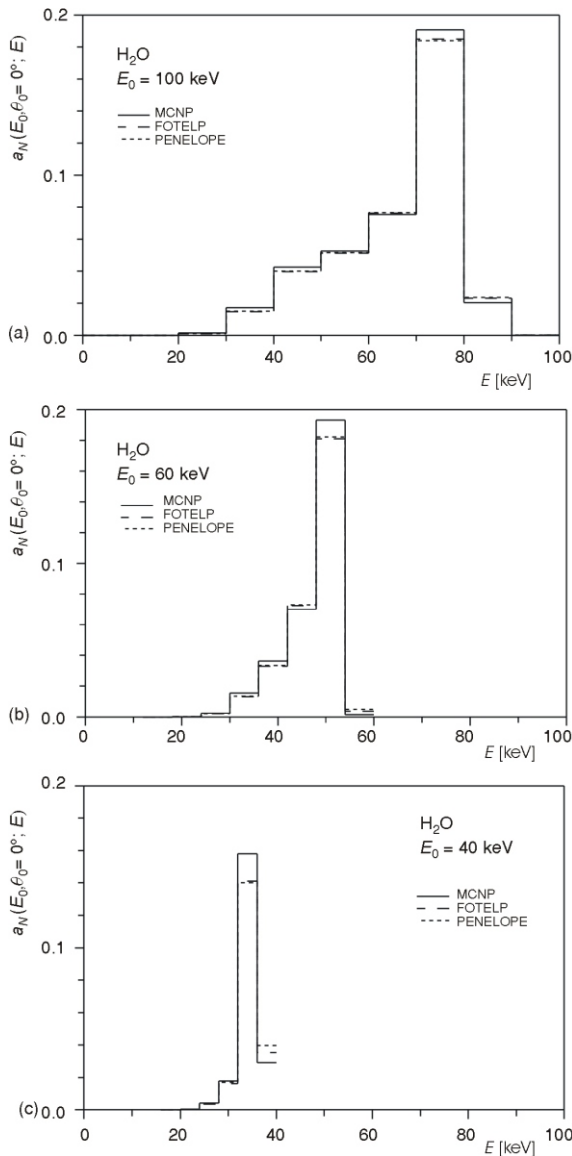 0.2
H₂O
E₀ = 100 keV
MCNP
FOTELP
PENELOPE
a_N (E₀,θ₀= 0°; E)
0.1
(a)
0.0
0 20 40 60 80 100
E [keV]
0.2
H₂O
E₀ = 60 keV
MCNP
FOTELP
PENELOPE
a_N (E₀,θ₀= 0°; E)
0.1
(b)
0.0
0 20 40 60 80 100
E [keV]
0.2
H₂O
E₀ = 40 keV
MCNP
FOTELP
PENELOPE
a_N (E₀,θ₀= 0°; E)
0.1
(c)
0.0
0 20 40 60 80 100
E [keV]